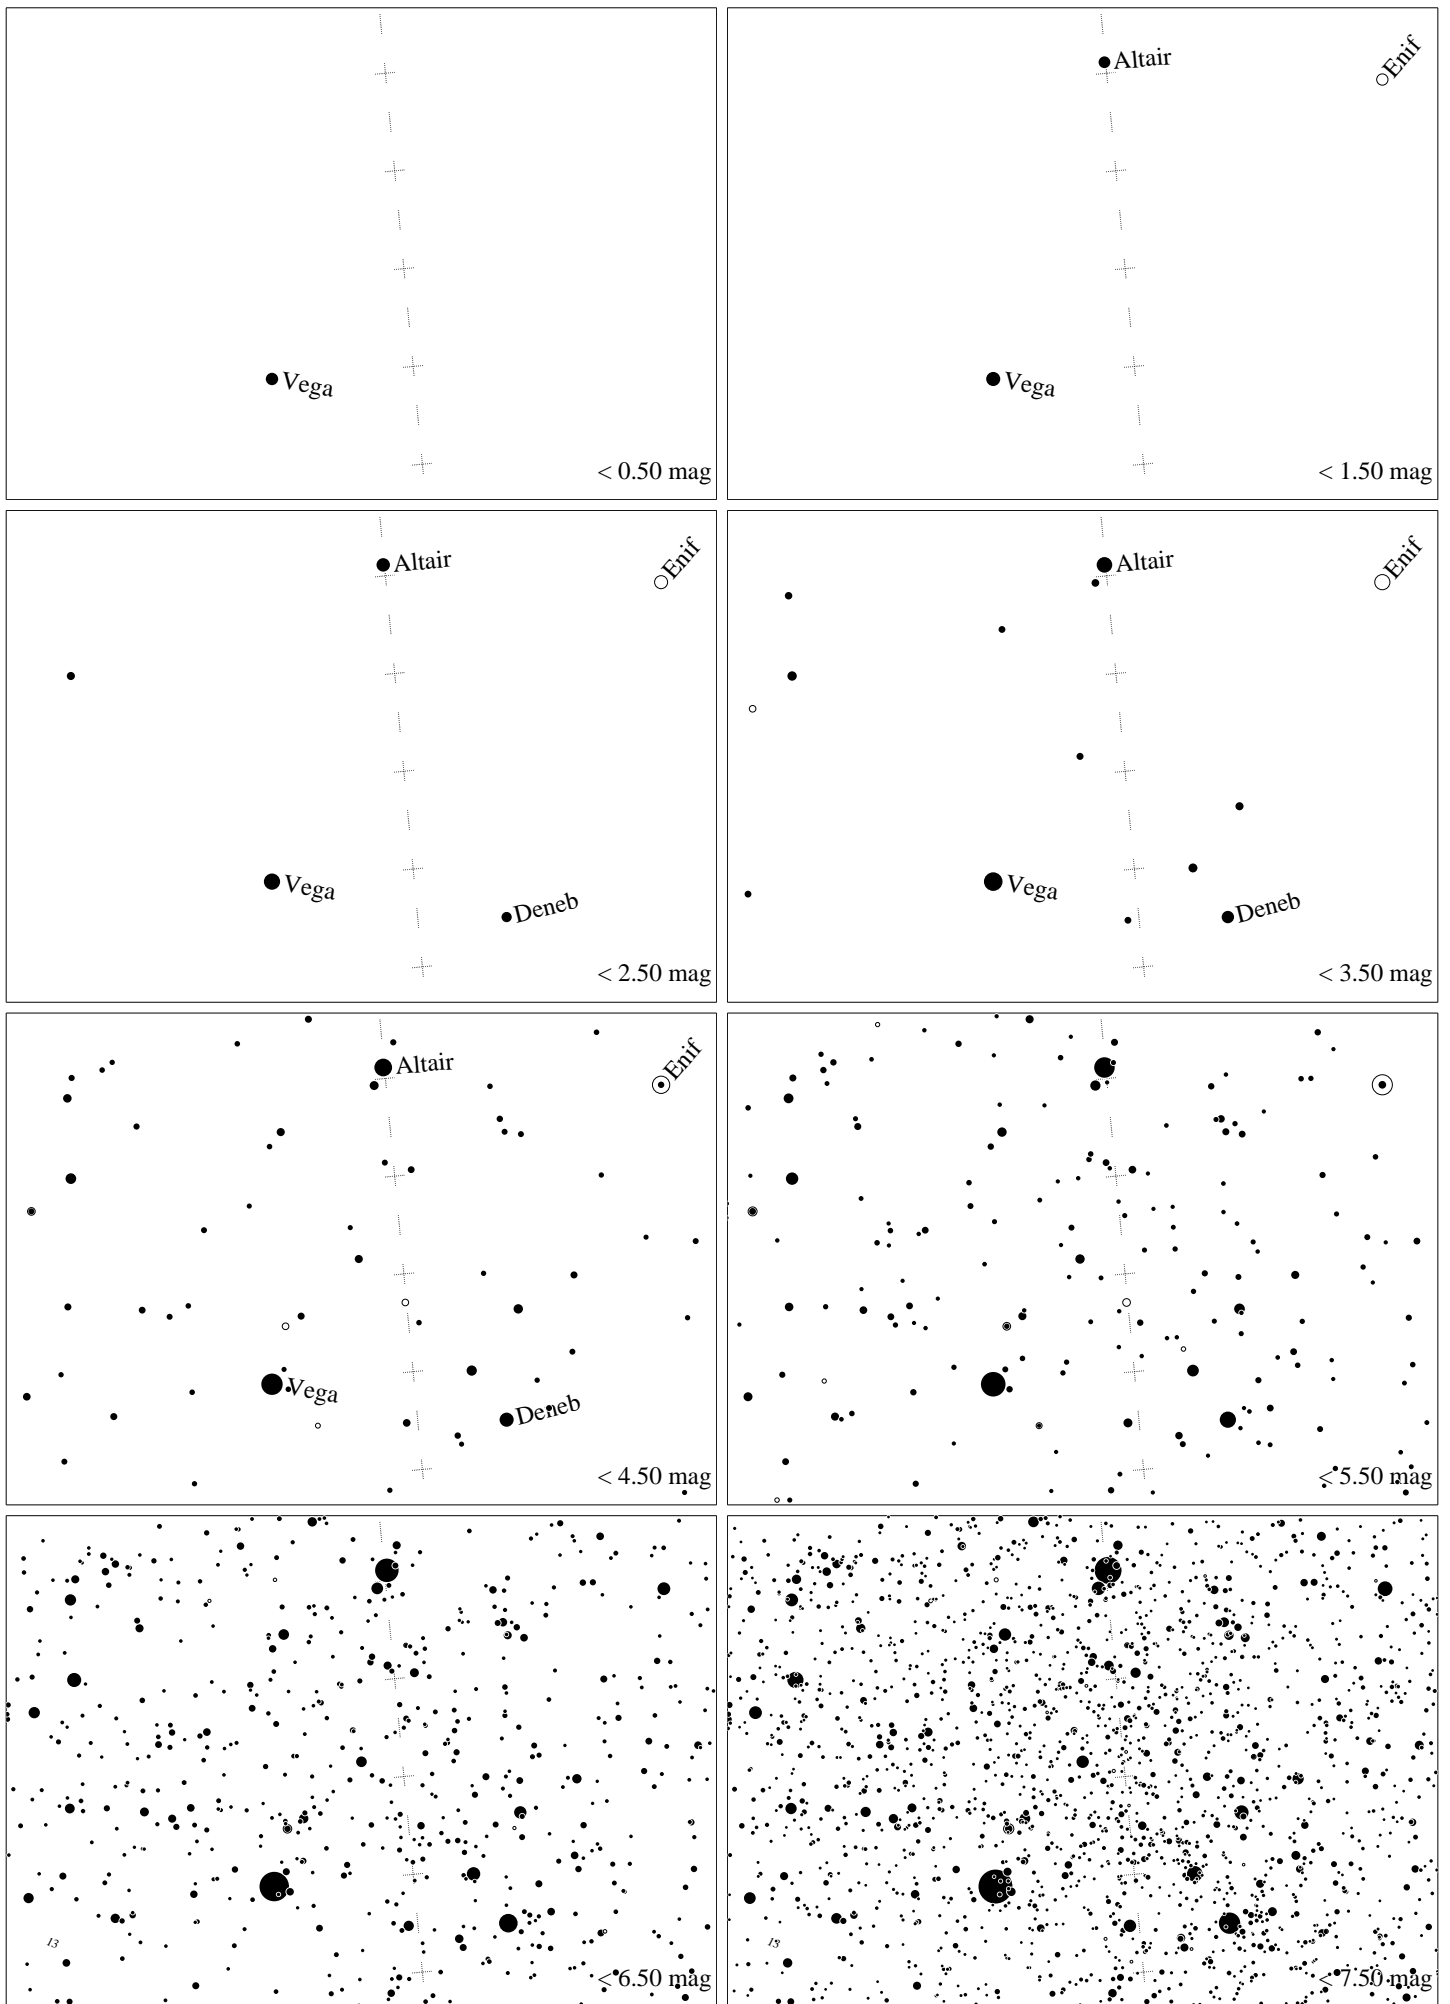 Vega
< 0.50 mag
Altair
Enif
Vega
< 1.50 mag
Altair
Enif
Vega
Deneb
< 2.50 mag
Altair
Enif
Vega
Deneb
< 3.50 mag
Altair
Enif
Vega
Deneb
< 4.50 mag
< 5.50 mag
13
< 6.50 mag
13
< 7.50 mag